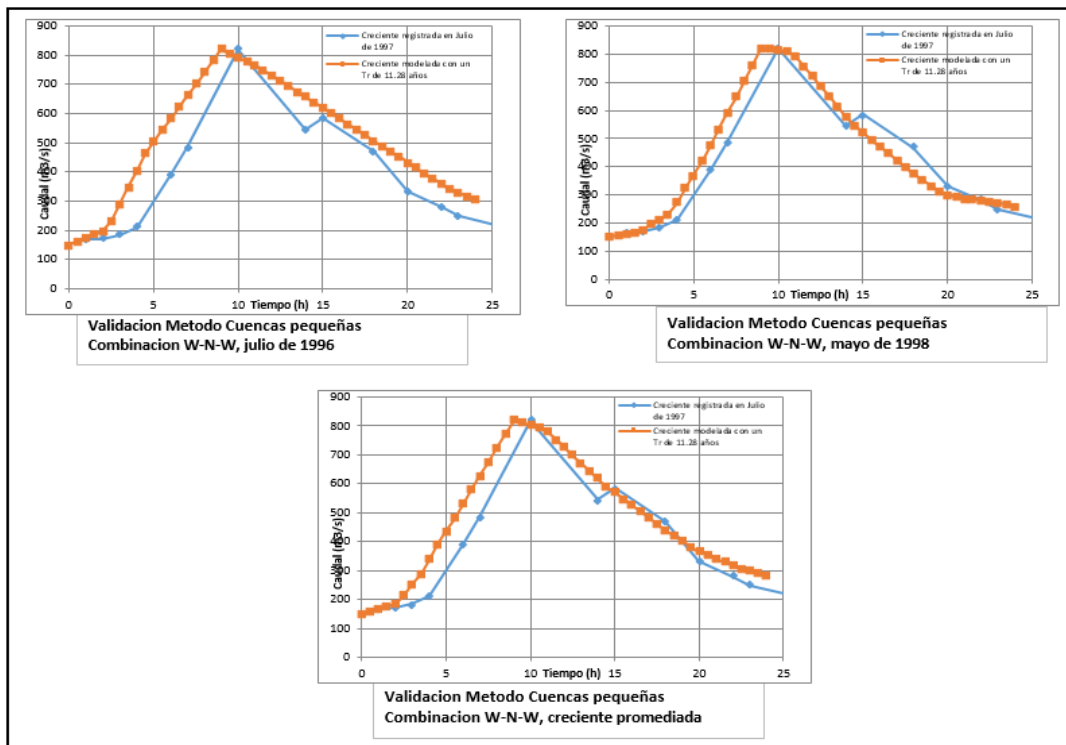 900
800
700
600
500
400
300
200
100
0
Caudal (m3/s)
Creciente registrada en Julio
de 1997
Creciente modelada con un
Tr de 11.28 años
0
5
10
15
20
25
Tiempo (h)
Validacion Metodo Cuencas pequeñas
Combinacion W-N-W, julio de 1996
900
800
700
600
500
400
300
200
100
0
Caudal (m3/s)
Creciente registrada en Julio
de 1997
Creciente modelada con un
Tr de 11.28 años
0
5
10
15
20
25
Tiempo (h)
Validacion Metodo Cuencas pequeñas
Combinacion W-N-W, mayo de 1998
900
800
700
600
500
400
300
200
100
0
Caudal (m3/s)
Creciente registrada en Julio
de 1997
Creciente modelada con un
Tr de 11.28 años
0
5
10
15
20
25
Tiempo (h)
Validacion Metodo Cuencas pequeñas
Combinacion W-N-W, creciente promediada